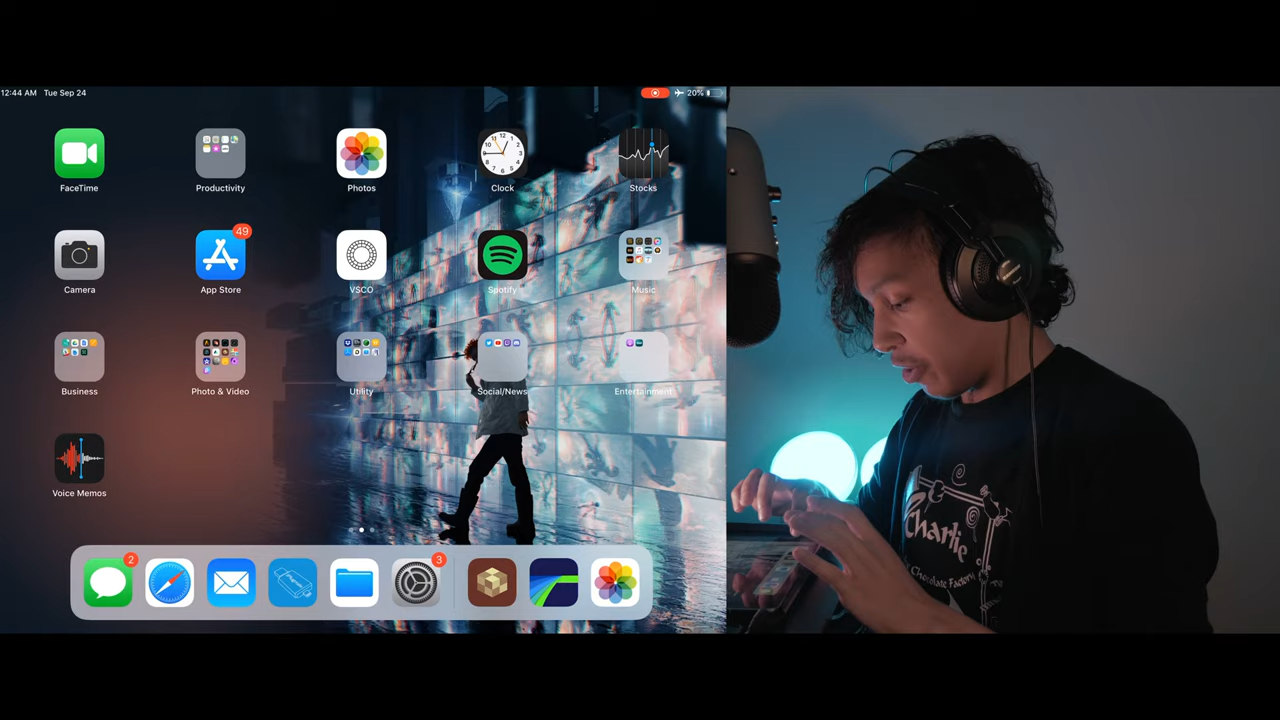 12:44 AM Tue Sep 24
20%
FaceTime
Productivity
Photos
Clock
Stocks
Camera
49
App Store
VSCO
Spotify
Music
Business
Photo & Video
Utility
Social/News
Entertainment
Voice Memos
2
3
Charlie
Chocolate Factory